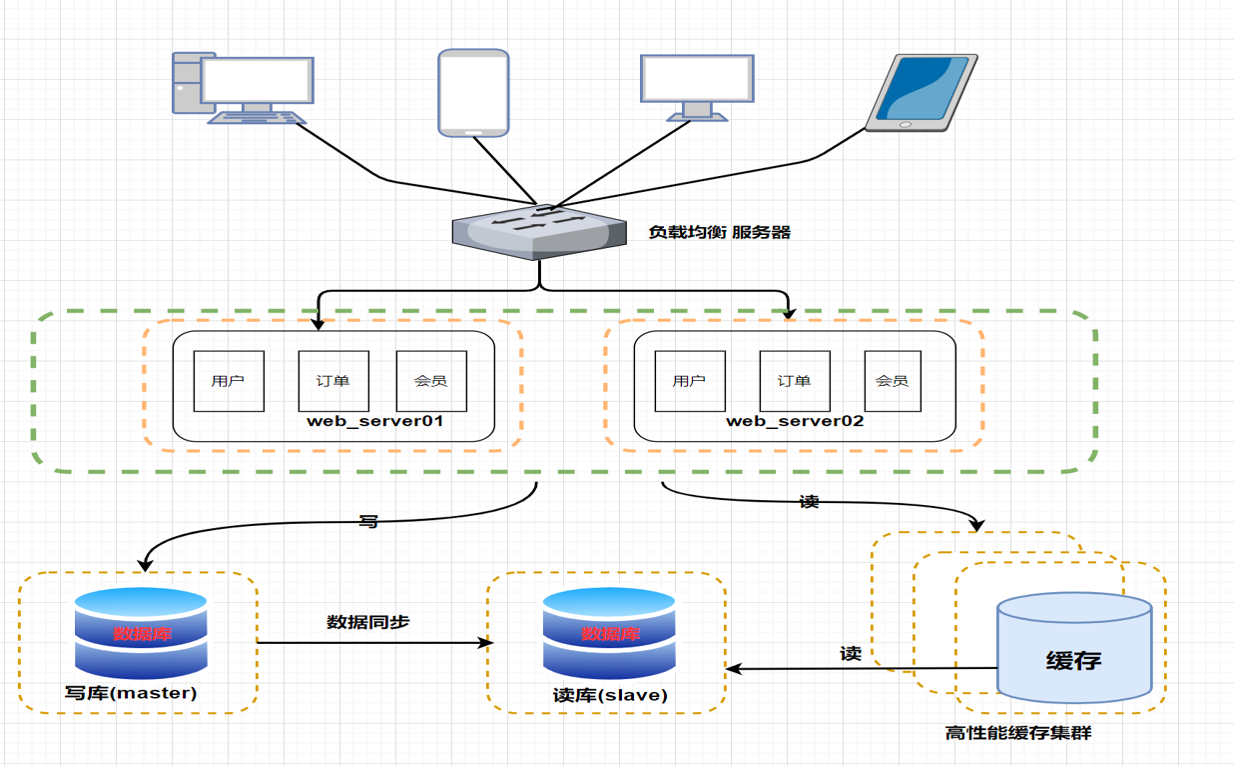 负载均衡 服务器
用户
订单
会员
web_server01
用户
订单
会员
web_server02
写
读
数据库
写库(master)
数据同步
数据库
读库(slave)
读
缓存
高性能缓存集群